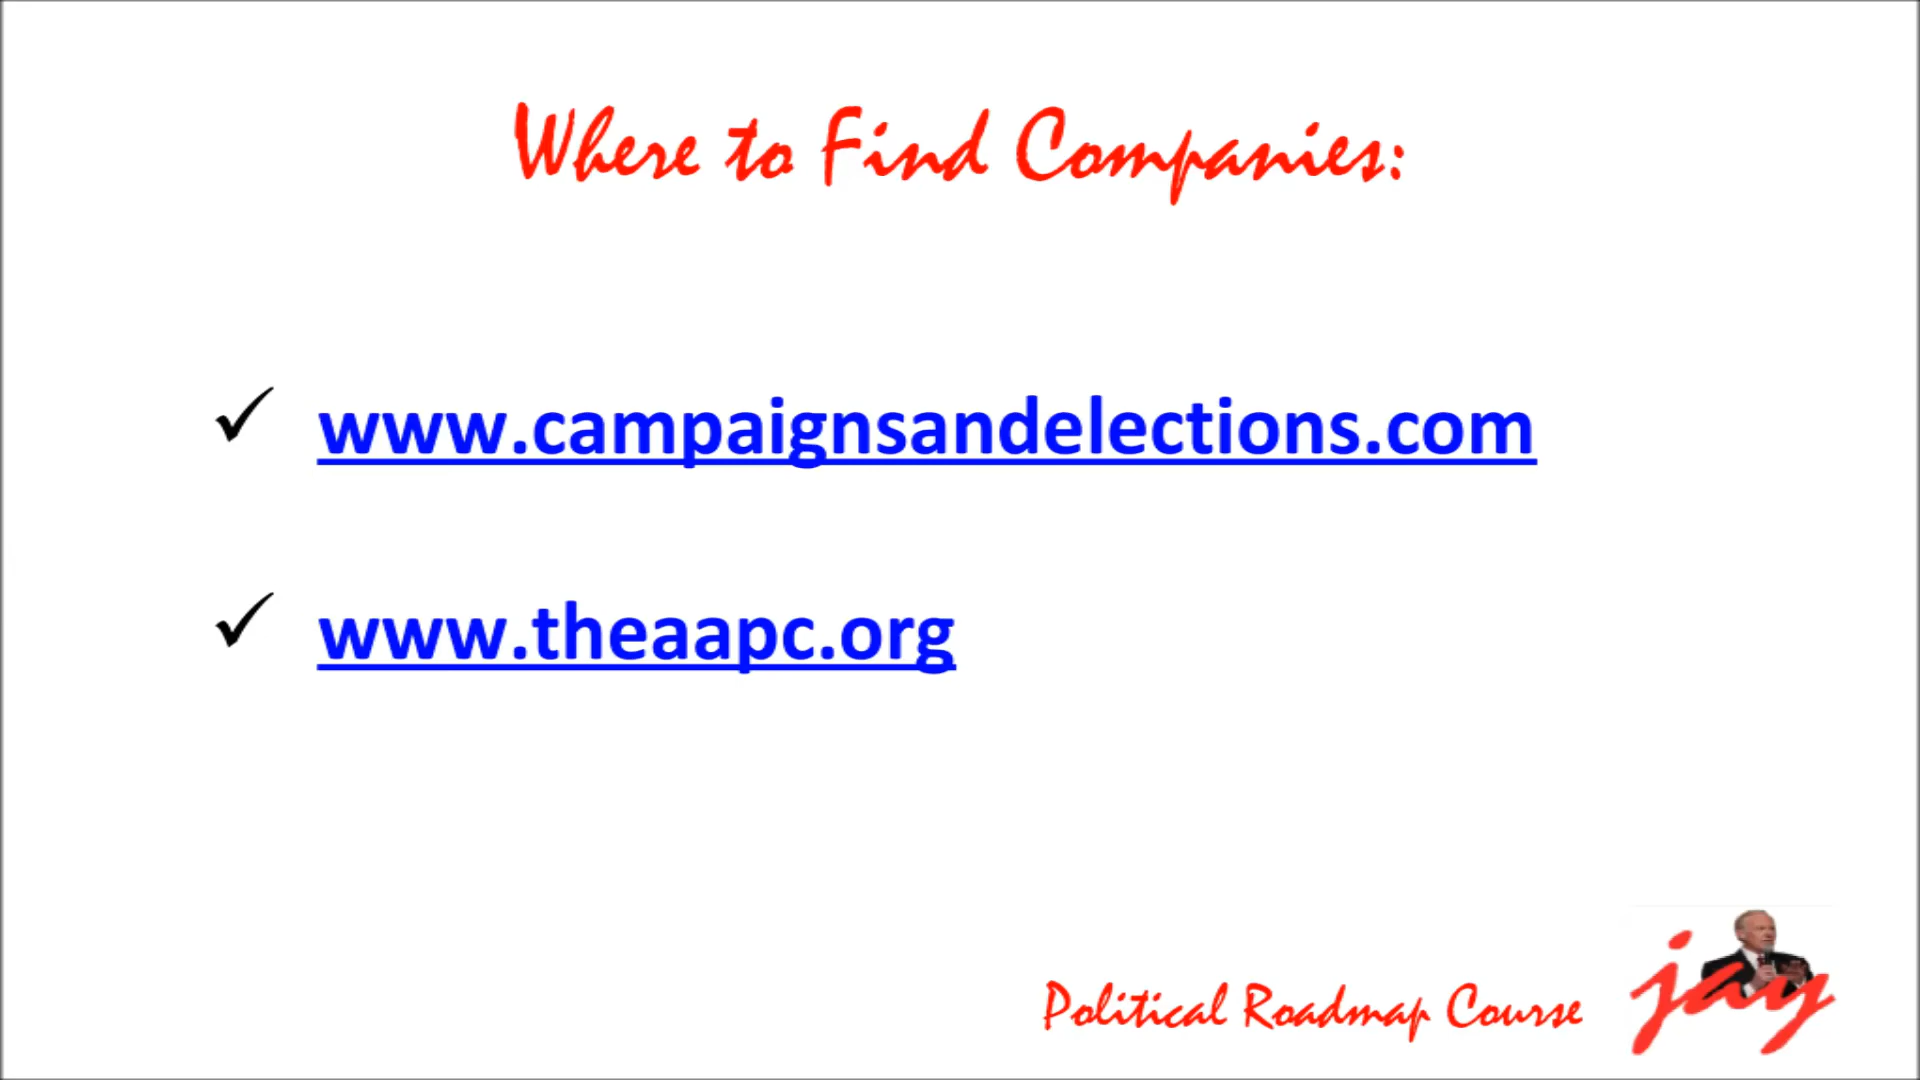 Where to Find Companies:
✓ www.campaignsandelections.com
✓ www.theaapc.org
Political Roadmap Course
jay